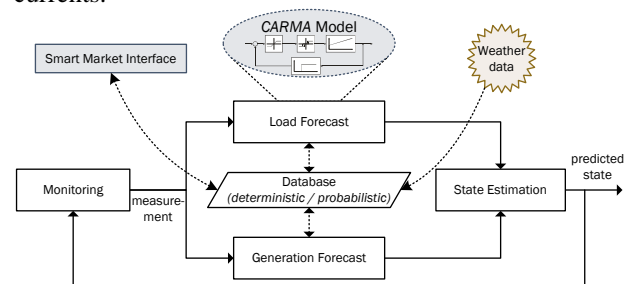 currents.
CARMA Model
Smart Market Interface
Weather
data
Load Forecast
predicted
state
Monitoring
measure-
ment
Database
(deterministic / probabilistic)
State Estimation
Generation Forecast